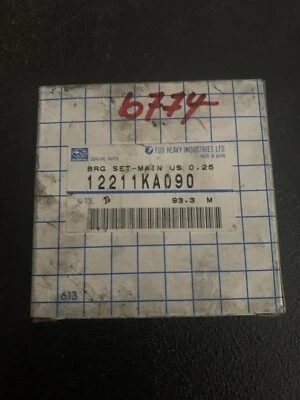 6774
GENUINE PARTS
FUJI HEAVY INDUSTRIES LTD.
MADE IN JAPAN
BRG SET-MAIN US 0.25
12211KA090
93.3 M
613